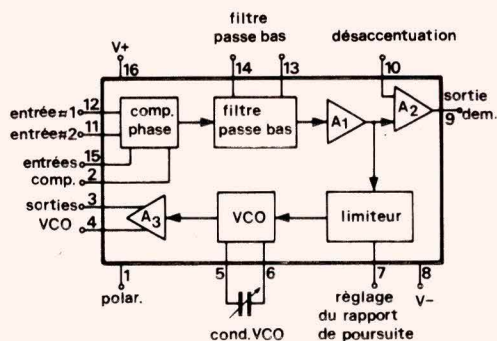 filtre
passe bas
désaccentuation
V+
16
14
13
10
entrée#1
12
entrée#2
11
comp.
phase
filtre
passe bas
A1
A2
sortie
9
dem.
entrées
15
comp.
2
sorties
3
VCO
4
A3
VCO
limiteur
1
5
6
7
8
polar.
cond.VCO
règlage
du rapport
de poursuite
V-